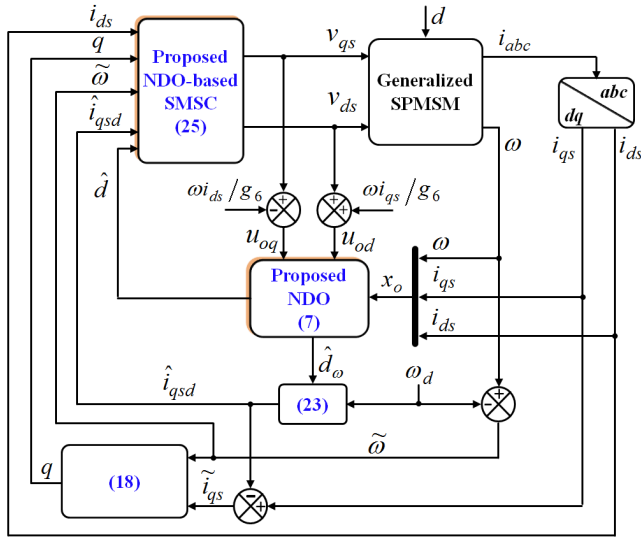 i_ds
q
ω̃
î_qsd
d̂
Proposed
NDO-based
SMSC
(25)
v_qs
v_ds
d
Generalized
SPMSM
i_abc
abc
dq
ω
i_qs
i_ds
ωi_ds/g_6
ωi_qs/g_6
u_oq
u_od
Proposed
NDO
(7)
x_o
ω
i_qs
i_ds
d̂_ω
î_qsd
(23)
ω_d
ω̃
q
(18)
ĩ_qs